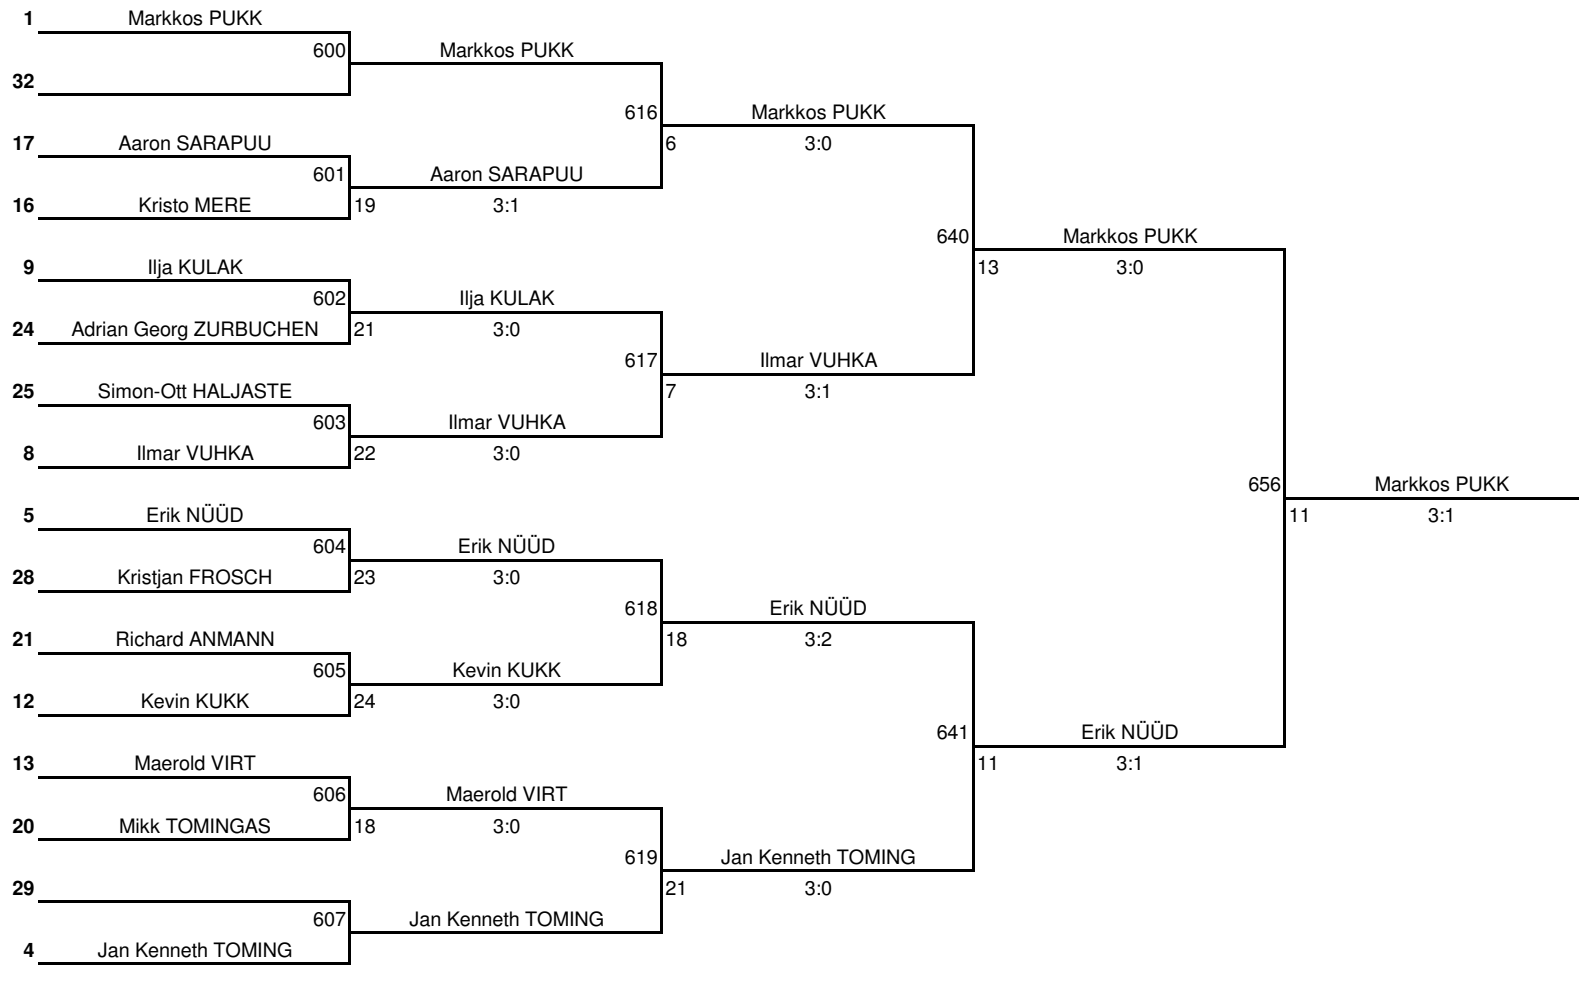 1 Markkos PUKK
600 Markkos PUKK
32
616 Markkos PUKK
17 Aaron SARAPUU 6 3:0
601 Aaron SARAPUU
16 Kristo MERE 19 3:1
640 Markkos PUKK
9 Ilja KULAK 13 3:0
602 Ilja KULAK
24 Adrian Georg ZURBUCHEN 21 3:0
617 Ilmar VUHKA
25 Simon-Ott HALJASTE 7 3:1
603 Ilmar VUHKA
8 Ilmar VUHKA 22 3:0
656 Markkos PUKK
5 Erik NÜÜD 11 3:1
604 Erik NÜÜD
28 Kristjan FROSCH 23 3:0
618 Erik NÜÜD
21 Richard ANMANN 18 3:2
605 Kevin KUKK
12 Kevin KUKK 24 3:0
641 Erik NÜÜD
13 Maerold VIRT 11 3:1
606 Maerold VIRT
20 Mikk TOMINGAS 18 3:0
619 Jan Kenneth TOMING
29 21 3:0
607 Jan Kenneth TOMING
4 Jan Kenneth TOMING